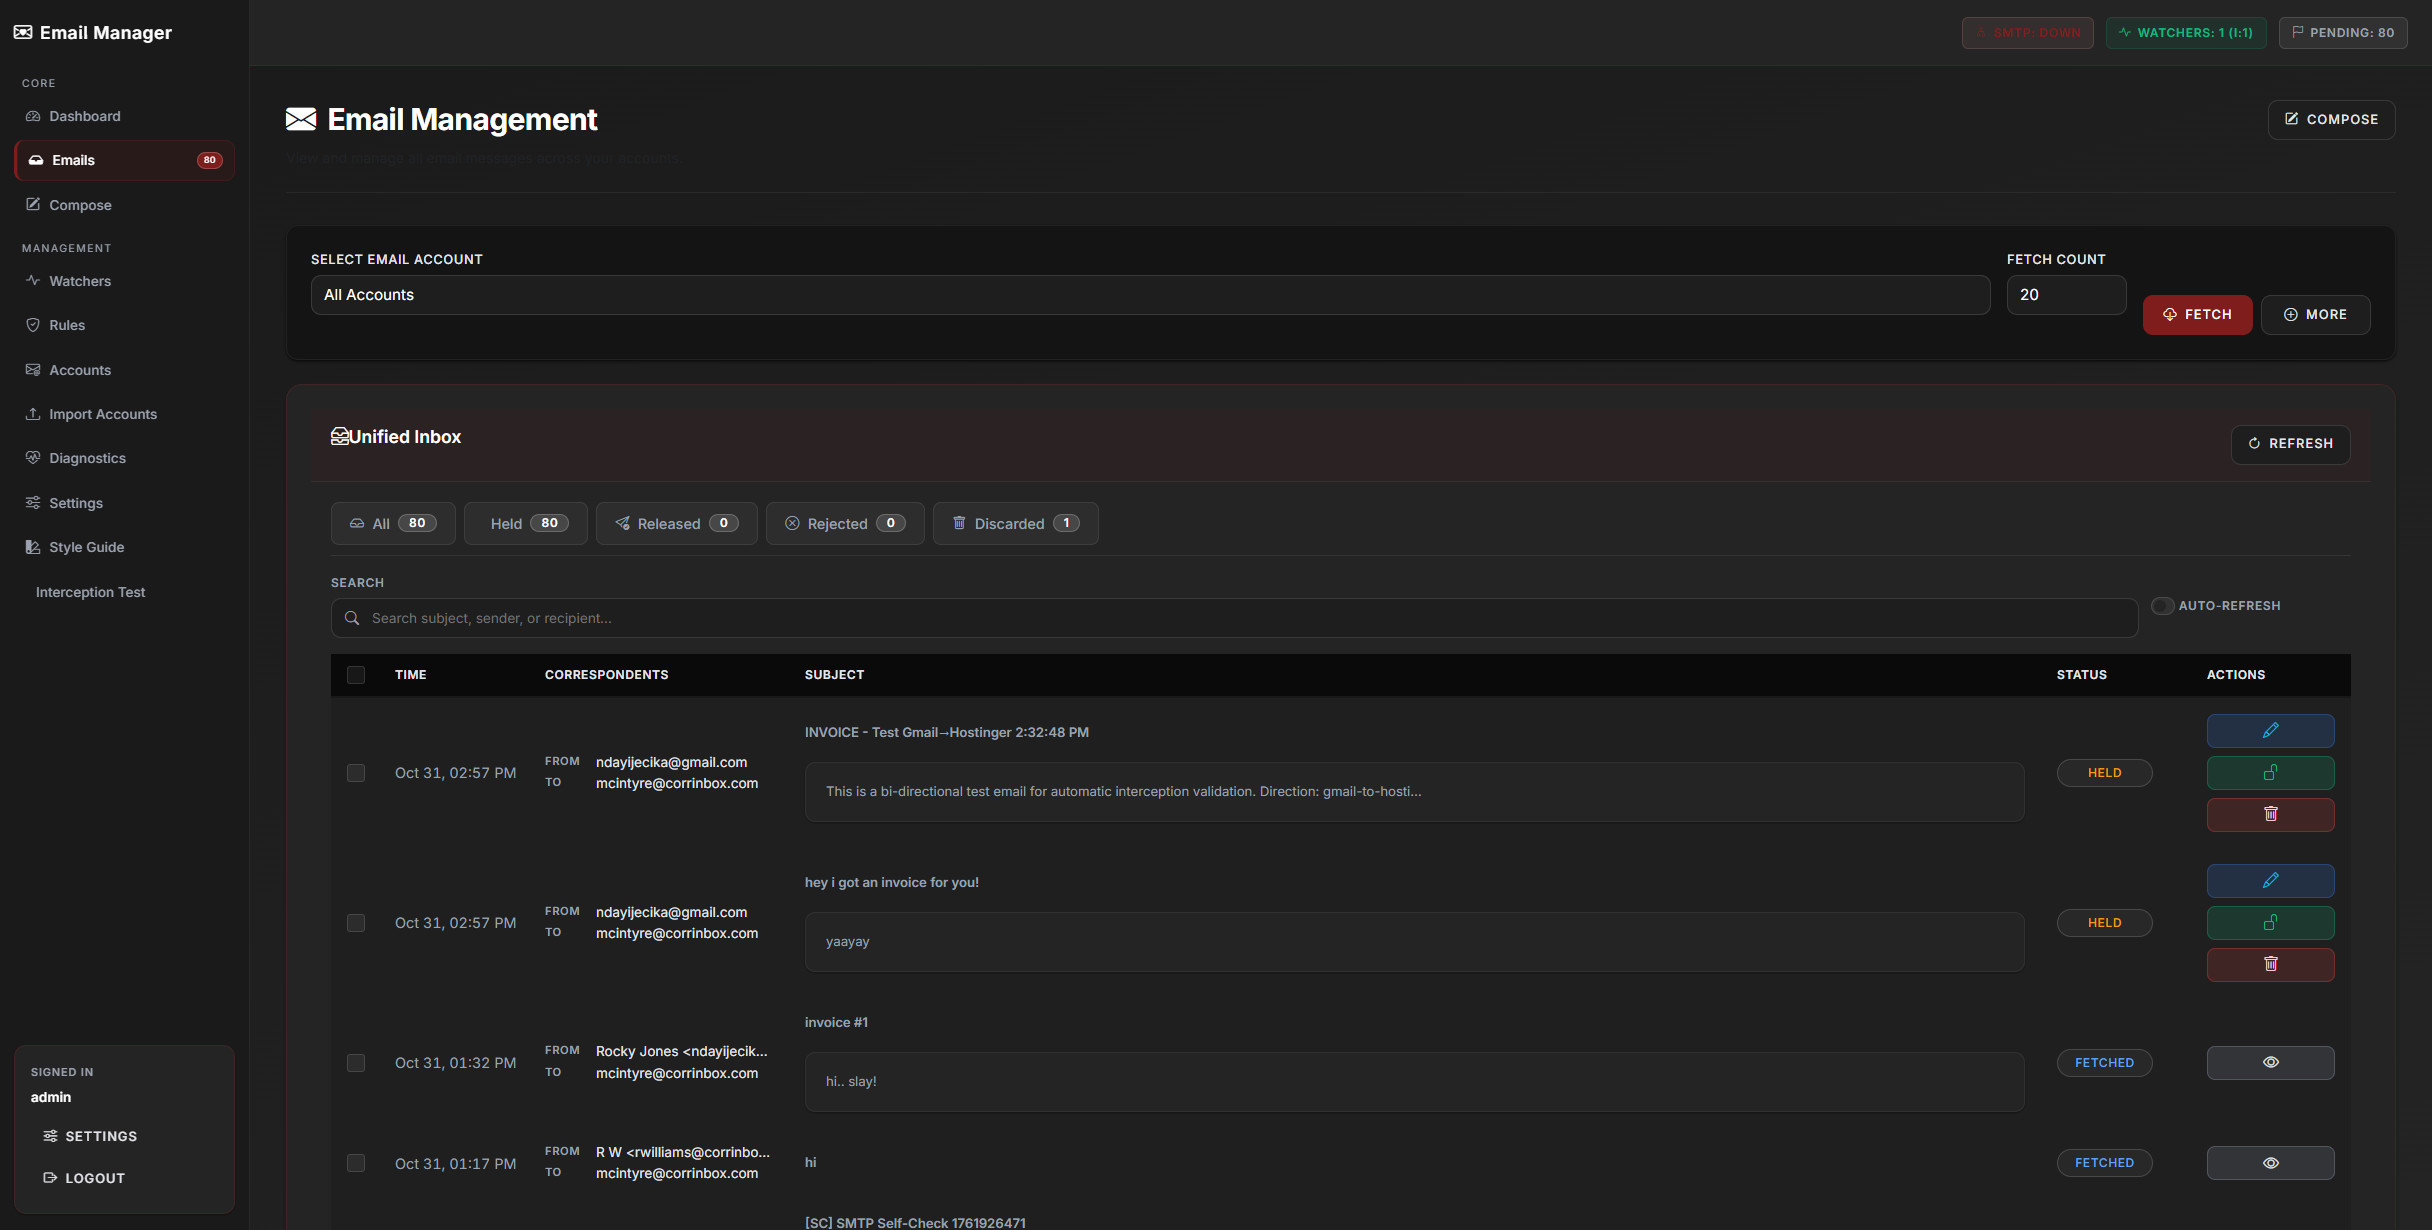 Email Manager
SMTP: DOWN
WATCHERS: 1 (I:1)
PENDING: 80
CORE
Dashboard
Emails 80
Compose
MANAGEMENT
Watchers
Rules
Accounts
Import Accounts
Diagnostics
Settings
Style Guide
Interception Test
SIGNED IN
admin
SETTINGS
LOGOUT
Email Management
COMPOSE
View and manage all email messages across your accounts
SELECT EMAIL ACCOUNT
All Accounts
FETCH COUNT
20
FETCH
MORE
Unified Inbox
REFRESH
All 80
Held 80
Released 0
Rejected 0
Discarded 1
SEARCH
Search subject, sender, or recipient...
AUTO-REFRESH
TIME CORRESPONDENTS SUBJECT STATUS ACTIONS
Oct 31, 02:57 PM
FROM ndayijecika@gmail.com
TO mcintyre@corrinbox.com
INVOICE - Test Gmail→Hostinger 2:32:48 PM
This is a bi-directional test email for automatic interception validation. Direction: gmail-to-hosti...
HELD
Oct 31, 02:57 PM
FROM ndayijecika@gmail.com
TO mcintyre@corrinbox.com
hey i got an invoice for you!
yaayay
HELD
Oct 31, 01:32 PM
FROM Rocky Jones <ndayijecik...
TO mcintyre@corrinbox.com
invoice #1
hi.. slay!
FETCHED
Oct 31, 01:17 PM
FROM R W <rwilliams@corrinbo...
TO mcintyre@corrinbox.com
hi
FETCHED
[SC] SMTP Self-Check 1761926471